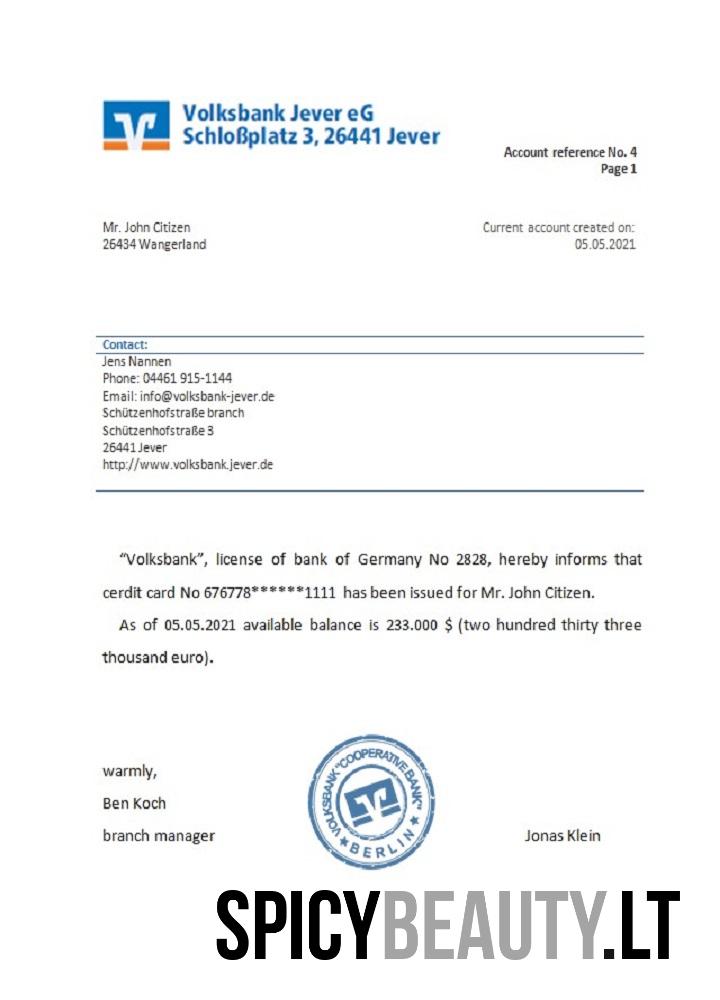 Volksbank Jever eG
Schloßplatz 3, 26441 Jever
Account reference No. 4
Page 1
Mr. John Citizen
26434 Wangerland
Current account created on:
05.05.2021
Contact:
Jens Nannen
Phone: 04461 915-1144
Email: info@volksbank-jever.de
Schützenhofstraße branch
Schützenhofstraße 3
26441 Jever
http://www.volksbank.jever.de
“Volksbank”, license of bank of Germany No 2828, hereby informs that
cerdit card No 676778******1111 has been issued for Mr. John Citizen.
As of 05.05.2021 available balance is 233.000 $ (two hundred thirty three
thousand euro).
warmly,
Ben Koch
branch manager
VOLKSBANK "COOPERATIVE BANK"
BERLIN
Jonas Klein
SPICYBEAUTY.LT